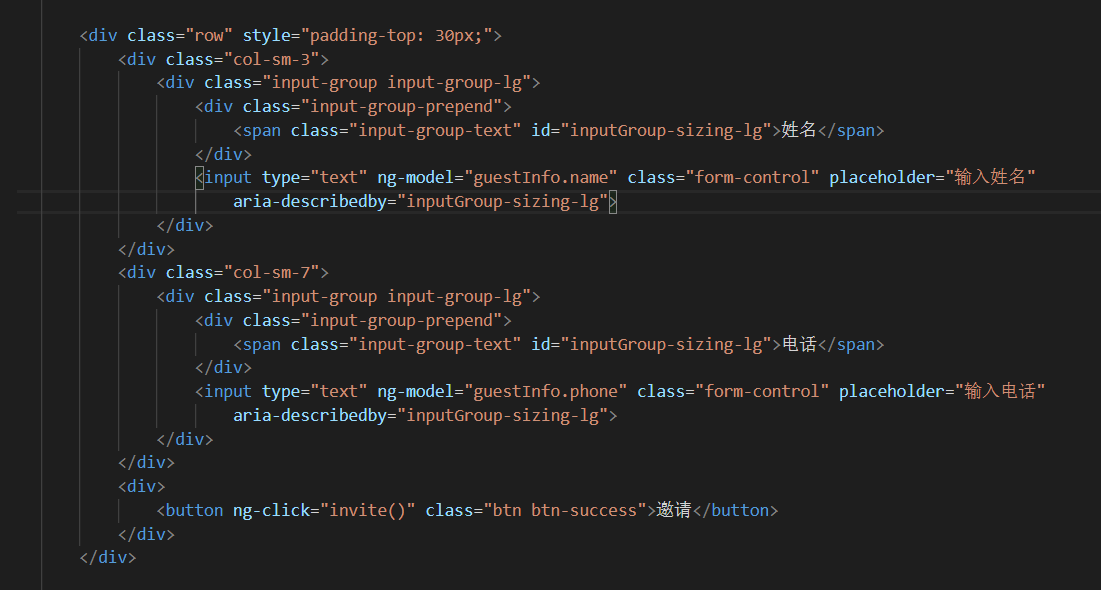 <div class="row" style="padding-top: 30px;">
<div class="col-sm-3">
<div class="input-group input-group-lg">
<div class="input-group-prepend">
<span class="input-group-text" id="inputGroup-sizing-lg">姓名</span>
</div>
<input type="text" ng-model="guestInfo.name" class="form-control" placeholder="输入姓名"
aria-describedby="inputGroup-sizing-lg">
</div>
</div>
<div class="col-sm-7">
<div class="input-group input-group-lg">
<div class="input-group-prepend">
<span class="input-group-text" id="inputGroup-sizing-lg">电话</span>
</div>
<input type="text" ng-model="guestInfo.phone" class="form-control" placeholder="输入电话"
aria-describedby="inputGroup-sizing-lg">
</div>
</div>
<div>
<button ng-click="invite()" class="btn btn-success">邀请</button>
</div>
</div>